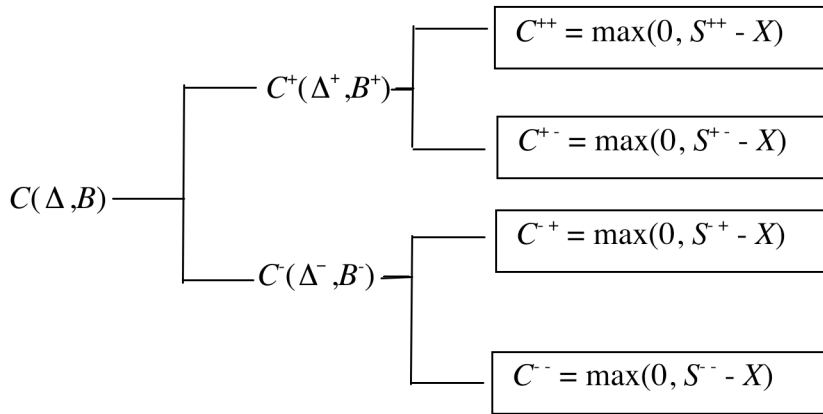 C⁺⁺ = max(0, S⁺⁺ - X)
C⁺(Δ⁺,B⁺)
C⁺⁻ = max(0, S⁺⁻ - X)
C(Δ,B)
C⁻⁺ = max(0, S⁻⁺ - X)
C⁻(Δ⁻,B⁻)
C⁻⁻ = max(0, S⁻⁻ - X)